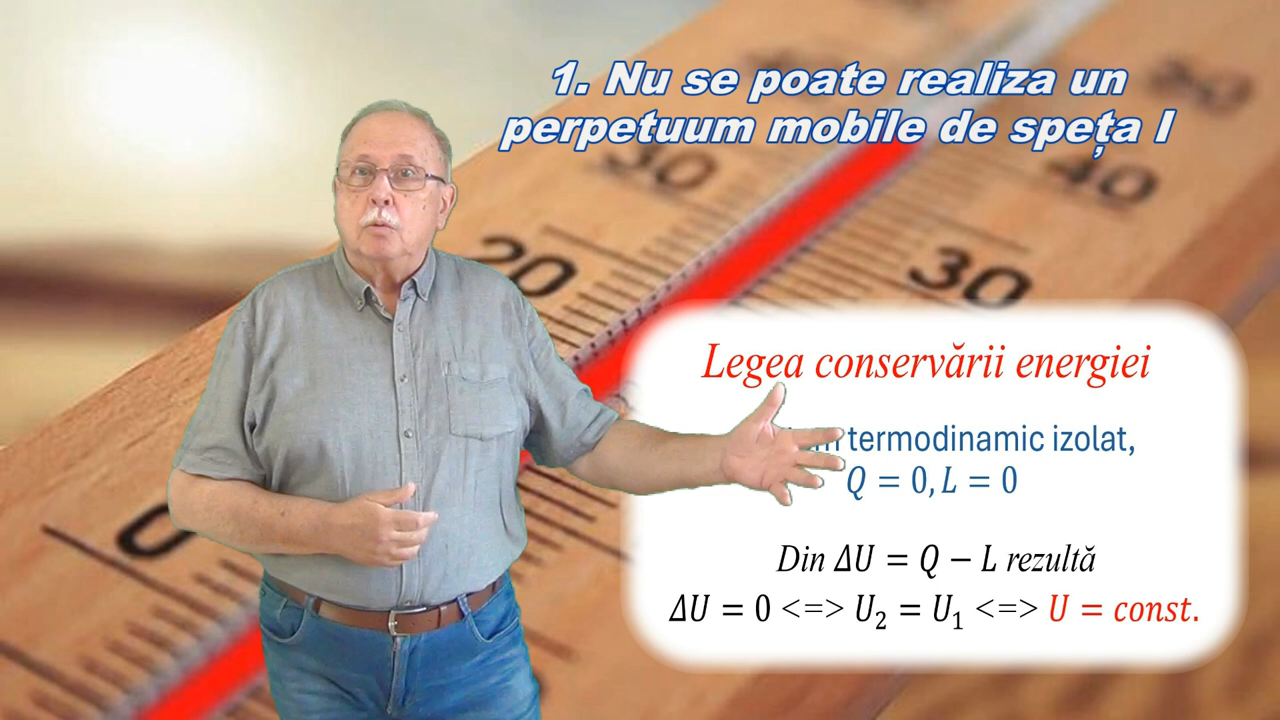 1. Nu se poate realiza un
perpetuum mobile de speța I
20
30
40
30
0
Legea conservării energiei
termodinamic izolat,
Q = 0, L = 0
Din ΔU = Q − L rezultă
ΔU = 0 <=> U₂ = U₁ <=> U = const.